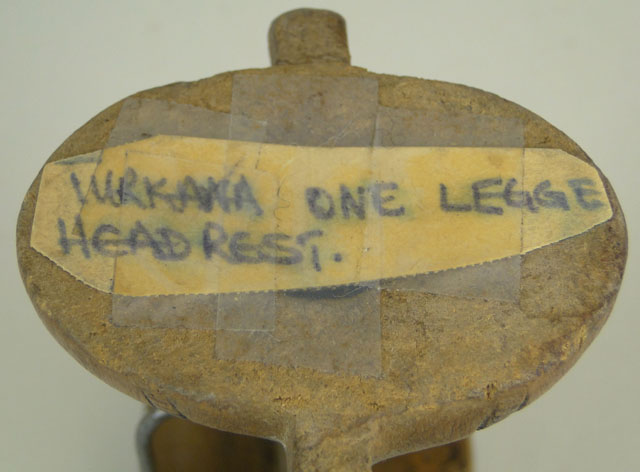 TURKANA ONE LEGGE
HEADREST.